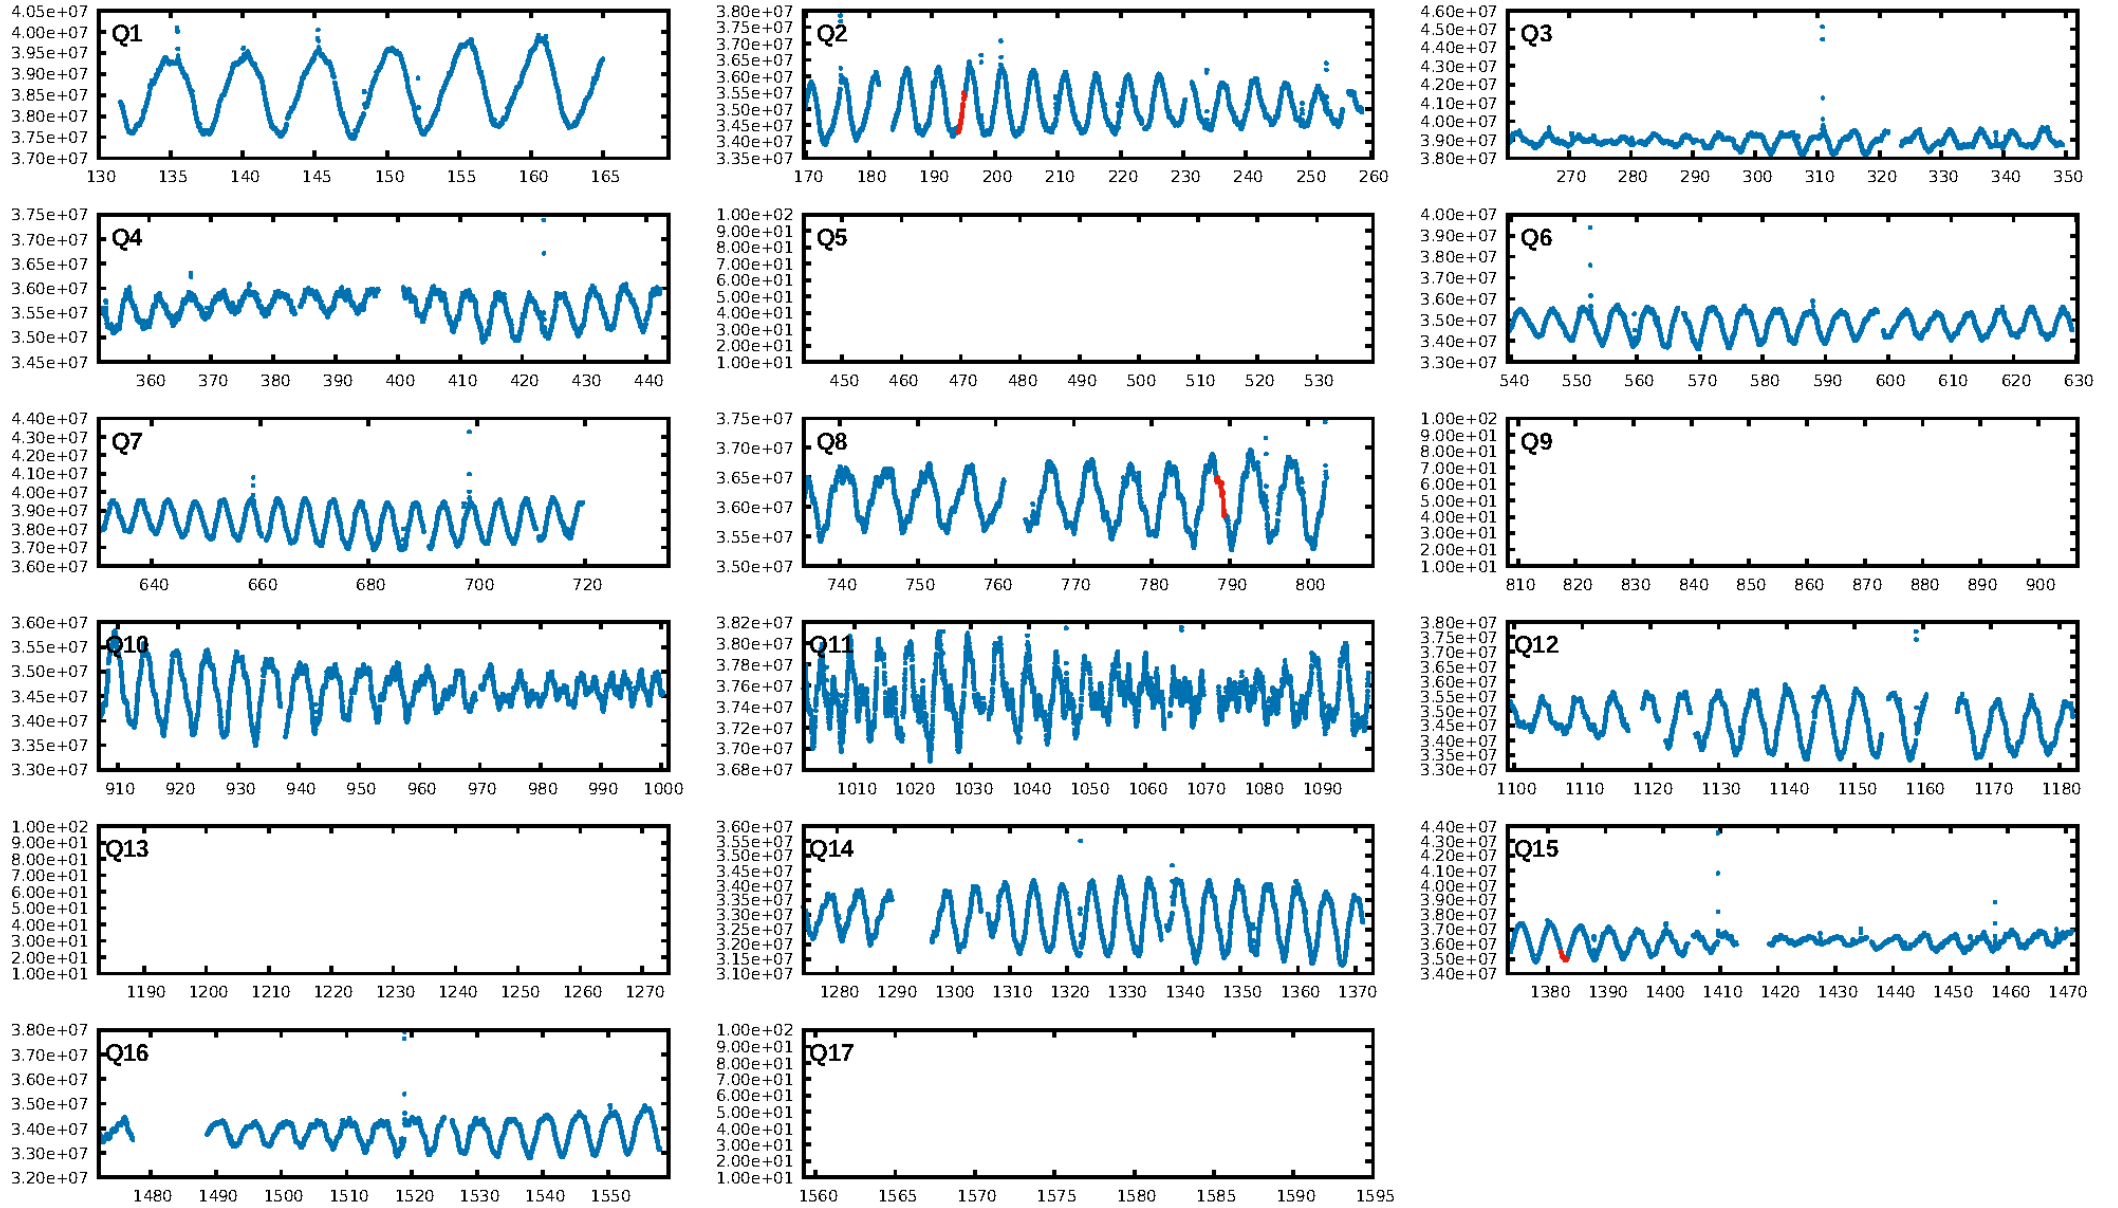 Q1
4.05e+07
4.00e+07
3.95e+07
3.90e+07
3.85e+07
3.80e+07
3.75e+07
3.70e+07
130 135 140 145 150 155 160 165
Q2
3.80e+07
3.75e+07
3.70e+07
3.65e+07
3.60e+07
3.55e+07
3.50e+07
3.45e+07
3.40e+07
3.35e+07
170 180 190 200 210 220 230 240 250 260
Q3
4.60e+07
4.50e+07
4.40e+07
4.30e+07
4.20e+07
4.10e+07
4.00e+07
3.90e+07
3.80e+07
270 280 290 300 310 320 330 340 350
Q4
3.75e+07
3.70e+07
3.65e+07
3.60e+07
3.55e+07
3.50e+07
3.45e+07
360 370 380 390 400 410 420 430 440
Q5
1.00e+02
9.00e+01
8.00e+01
7.00e+01
6.00e+01
5.00e+01
4.00e+01
3.00e+01
2.00e+01
1.00e+01
450 460 470 480 490 500 510 520 530
Q6
4.00e+07
3.90e+07
3.80e+07
3.70e+07
3.60e+07
3.50e+07
3.40e+07
3.30e+07
540 550 560 570 580 590 600 610 620 630
Q7
4.40e+07
4.30e+07
4.20e+07
4.10e+07
4.00e+07
3.90e+07
3.80e+07
3.70e+07
3.60e+07
640 660 680 700 720
Q8
3.75e+07
3.70e+07
3.65e+07
3.60e+07
3.55e+07
3.50e+07
740 750 760 770 780 790 800
Q9
1.00e+02
9.00e+01
8.00e+01
7.00e+01
6.00e+01
5.00e+01
4.00e+01
3.00e+01
2.00e+01
1.00e+01
810 820 830 840 850 860 870 880 890 900
Q10
3.60e+07
3.55e+07
3.50e+07
3.45e+07
3.40e+07
3.35e+07
3.30e+07
910 920 930 940 950 960 970 980 990 1000
Q11
3.82e+07
3.80e+07
3.78e+07
3.76e+07
3.74e+07
3.72e+07
3.70e+07
3.68e+07
1010 1020 1030 1040 1050 1060 1070 1080 1090
Q12
3.80e+07
3.75e+07
3.70e+07
3.65e+07
3.60e+07
3.55e+07
3.50e+07
3.45e+07
3.40e+07
3.35e+07
3.30e+07
1100 1110 1120 1130 1140 1150 1160 1170 1180
Q13
1.00e+02
9.00e+01
8.00e+01
7.00e+01
6.00e+01
5.00e+01
4.00e+01
3.00e+01
2.00e+01
1.00e+01
1190 1200 1210 1220 1230 1240 1250 1260 1270
Q14
3.60e+07
3.55e+07
3.50e+07
3.45e+07
3.40e+07
3.35e+07
3.30e+07
3.25e+07
3.20e+07
3.15e+07
3.10e+07
1280 1290 1300 1310 1320 1330 1340 1350 1360 1370
Q15
4.40e+07
4.30e+07
4.20e+07
4.10e+07
4.00e+07
3.90e+07
3.80e+07
3.70e+07
3.60e+07
3.50e+07
3.40e+07
1380 1390 1400 1410 1420 1430 1440 1450 1460 1470
Q16
3.80e+07
3.70e+07
3.60e+07
3.50e+07
3.40e+07
3.30e+07
3.20e+07
1480 1490 1500 1510 1520 1530 1540 1550
Q17
1.00e+02
9.00e+01
8.00e+01
7.00e+01
6.00e+01
5.00e+01
4.00e+01
3.00e+01
2.00e+01
1.00e+01
1560 1565 1570 1575 1580 1585 1590 1595